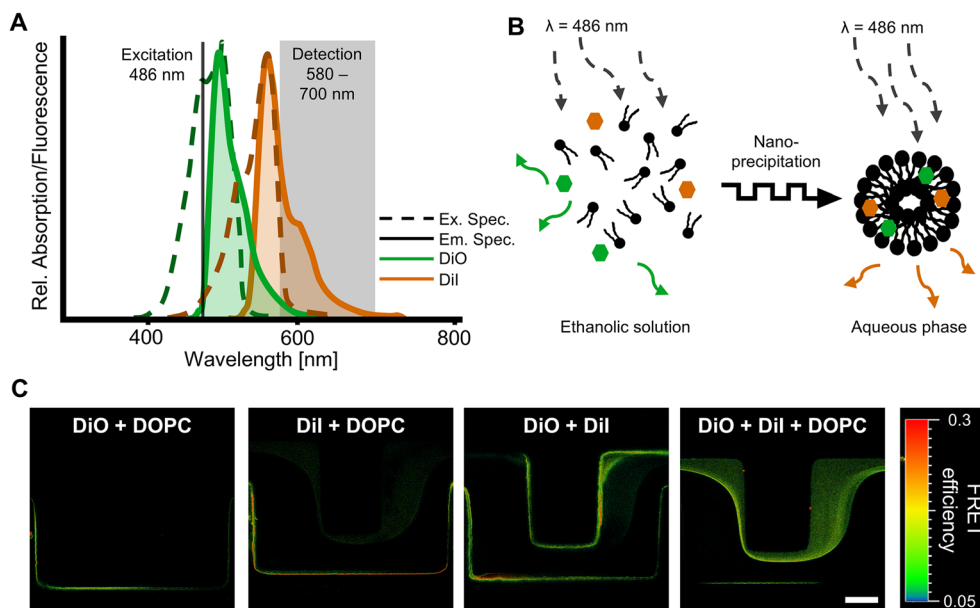 A
Rel. Absorption/Fluorescence
Excitation
486 nm
Detection
580 –
700 nm
Ex. Spec.
Em. Spec.
DiO
DiI
400
600
800
Wavelength [nm]
B
λ = 486 nm
λ = 486 nm
Nano-
precipitation
Ethanolic solution
Aqueous phase
C
DiO + DOPC
DiI + DOPC
DiO + DiI
DiO + DiI + DOPC
0.3
FRET
efficiency
0.05